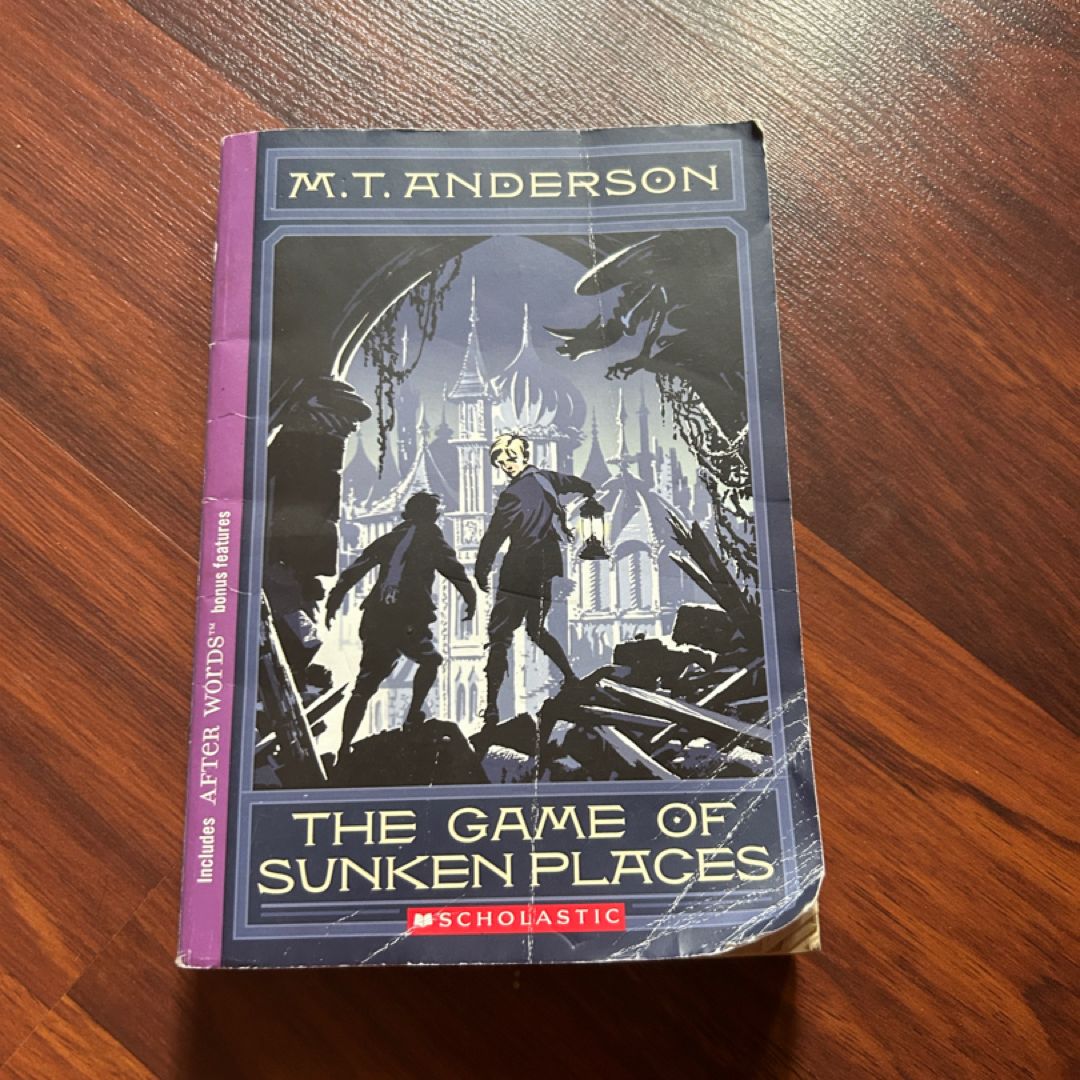 M.T. ANDERSON
THE GAME OF
SUNKEN PLACES
SCHOLASTIC
Includes AFTER WORDS™ bonus features